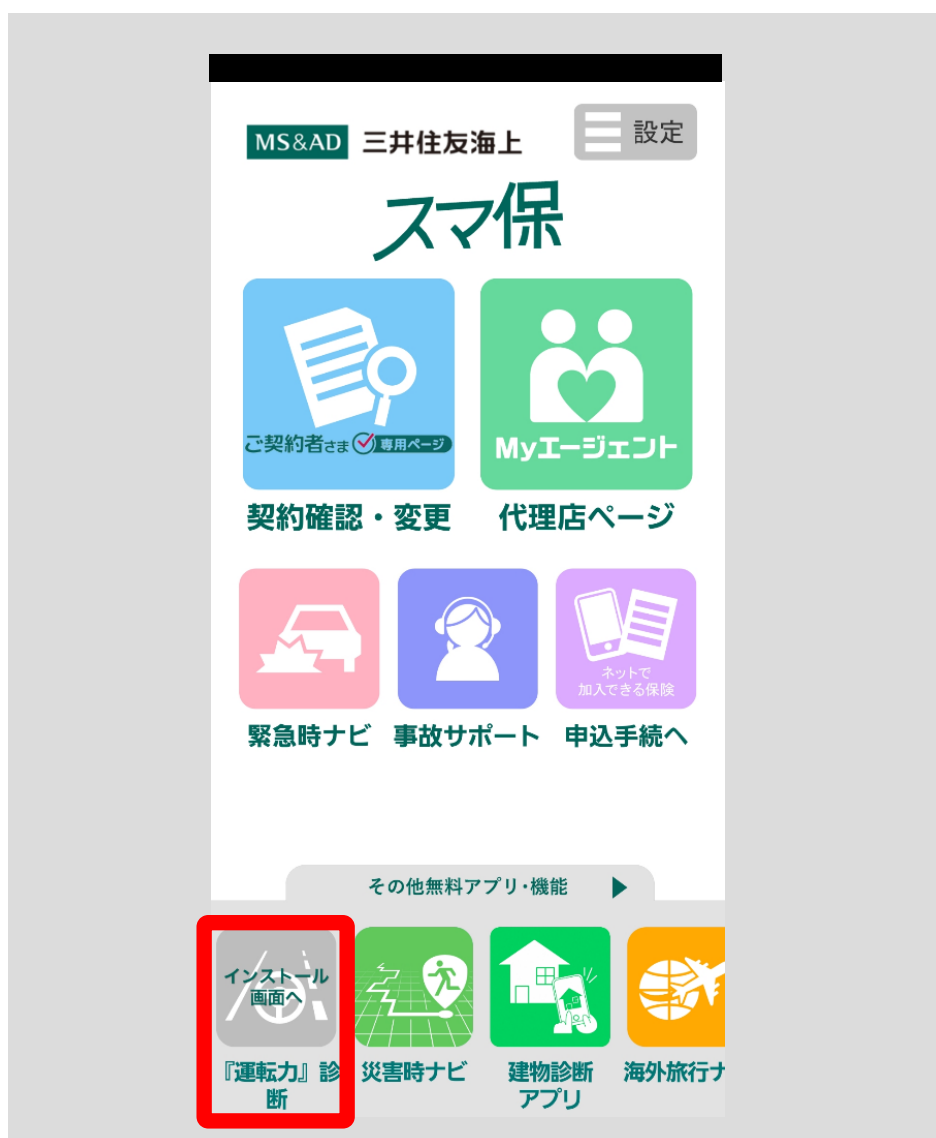 MS&AD 三井住友海上
設定
スマ保
ご契約者さま 専用ページ
Myエージェント
契約確認・変更
代理店ページ
ネットで
加入できる保険
緊急時ナビ
事故サポート
申込手続へ
その他無料アプリ・機能
インストール
画面へ
『運転力』診
断
災害時ナビ
建物診断
アプリ
海外旅行ナ